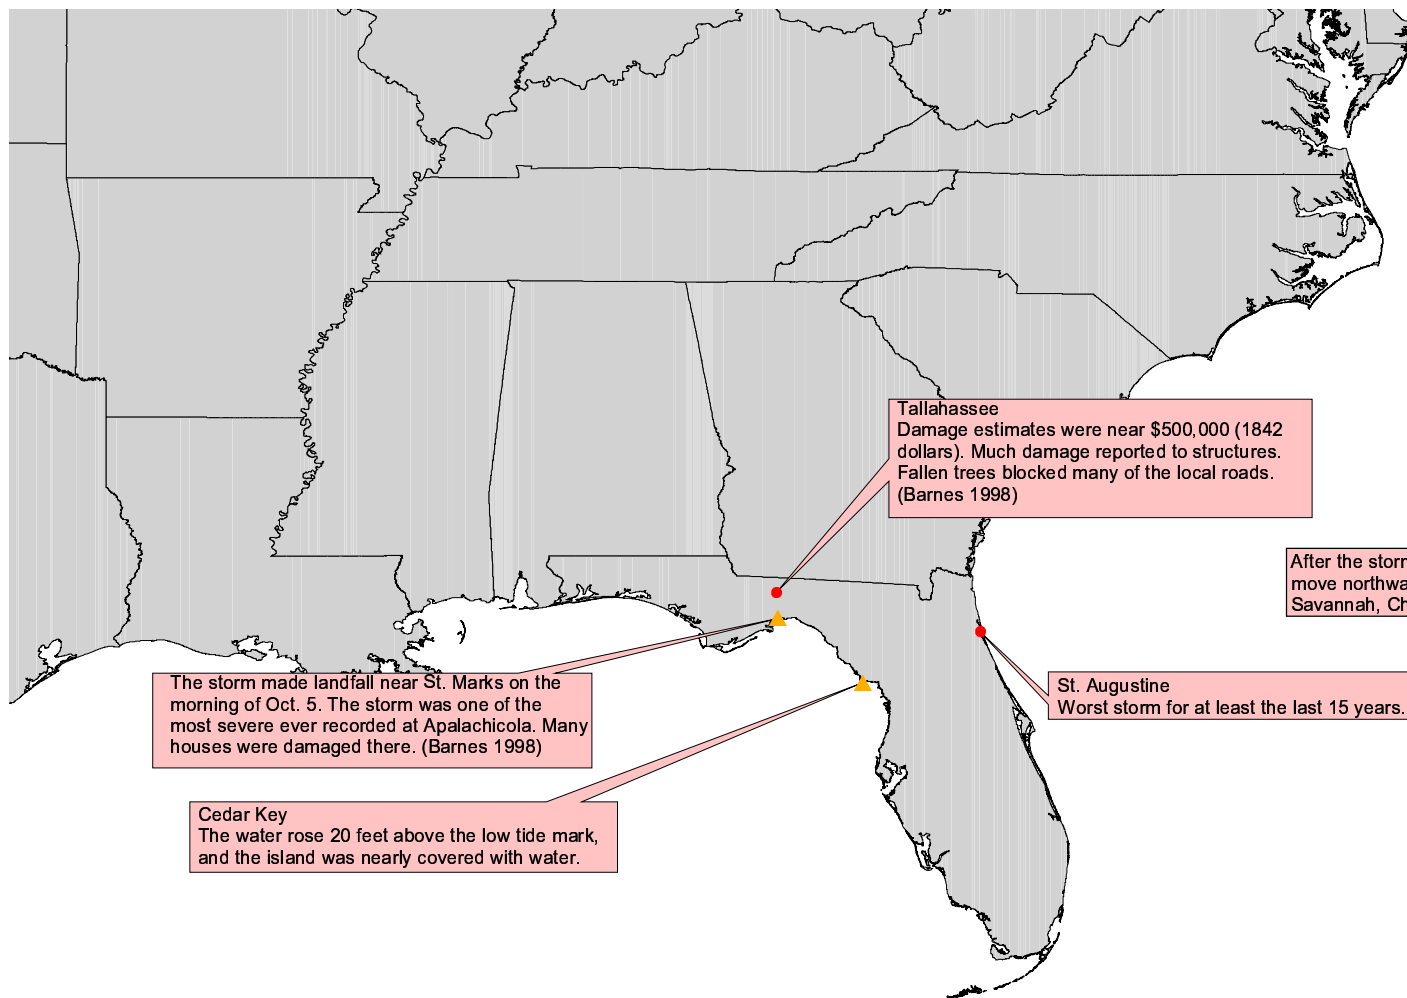 Tallahassee
Damage estimates were near $500,000 (1842
dollars). Much damage reported to structures.
Fallen trees blocked many of the local roads.
(Barnes 1998)
After the storm
move northwa
Savannah, Ch
The storm made landfall near St. Marks on the
morning of Oct. 5. The storm was one of the
most severe ever recorded at Apalachicola. Many
houses were damaged there. (Barnes 1998)
St. Augustine
Worst storm for at least the last 15 years.
Cedar Key
The water rose 20 feet above the low tide mark,
and the island was nearly covered with water.